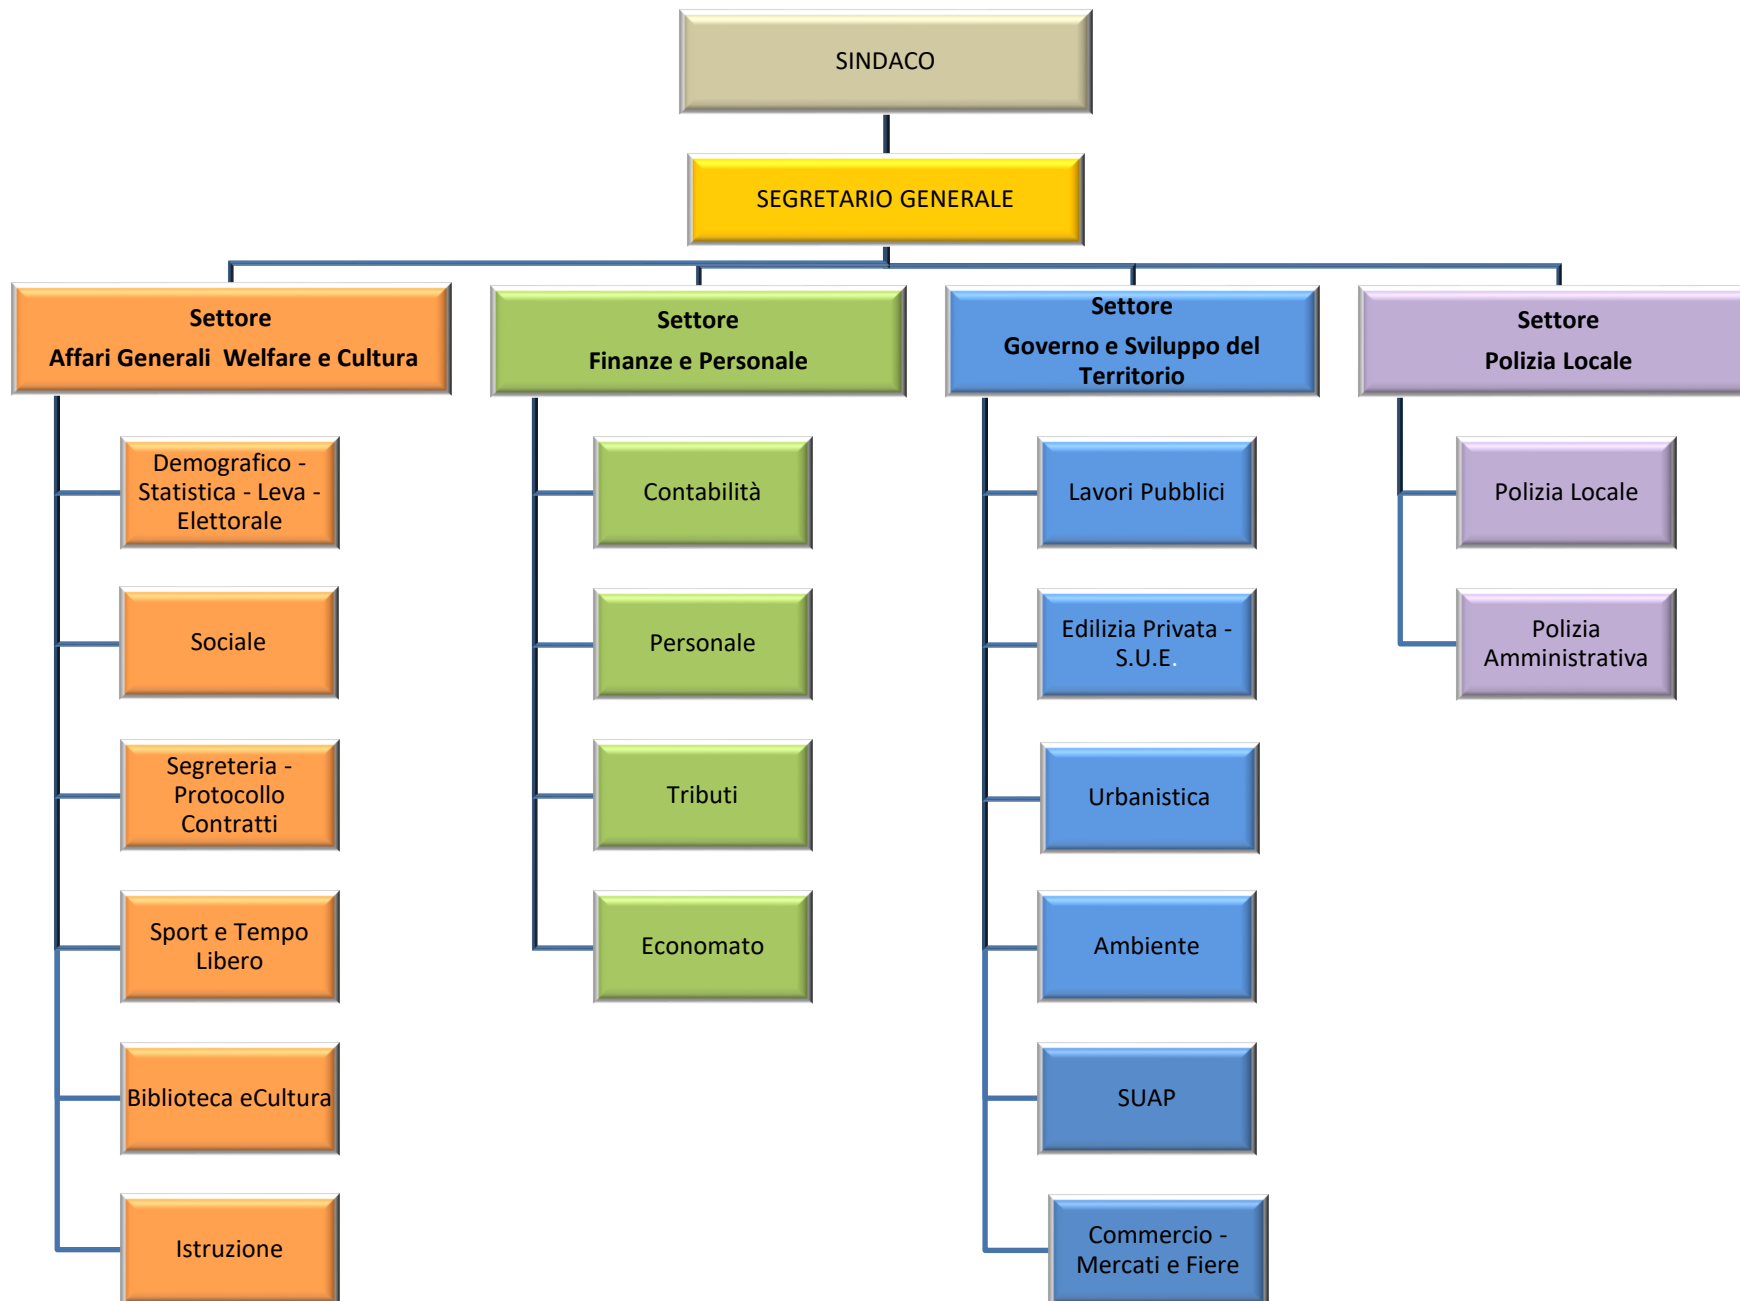 SINDACO
SEGRETARIO GENERALE
Settore
Affari Generali  Welfare e Cultura
Demografico -
Statistica - Leva -
Elettorale
Sociale
Segreteria -
Protocollo
Contratti
Sport e Tempo
Libero
Biblioteca eCultura
Istruzione
Settore
Finanze e Personale
Contabilità
Personale
Tributi
Economato
Settore
Governo e Sviluppo del
Territorio
Lavori Pubblici
Edilizia Privata -
S.U.E.
Urbanistica
Ambiente
SUAP
Commercio -
Mercati e Fiere
Settore
Polizia Locale
Polizia Locale
Polizia
Amministrativa